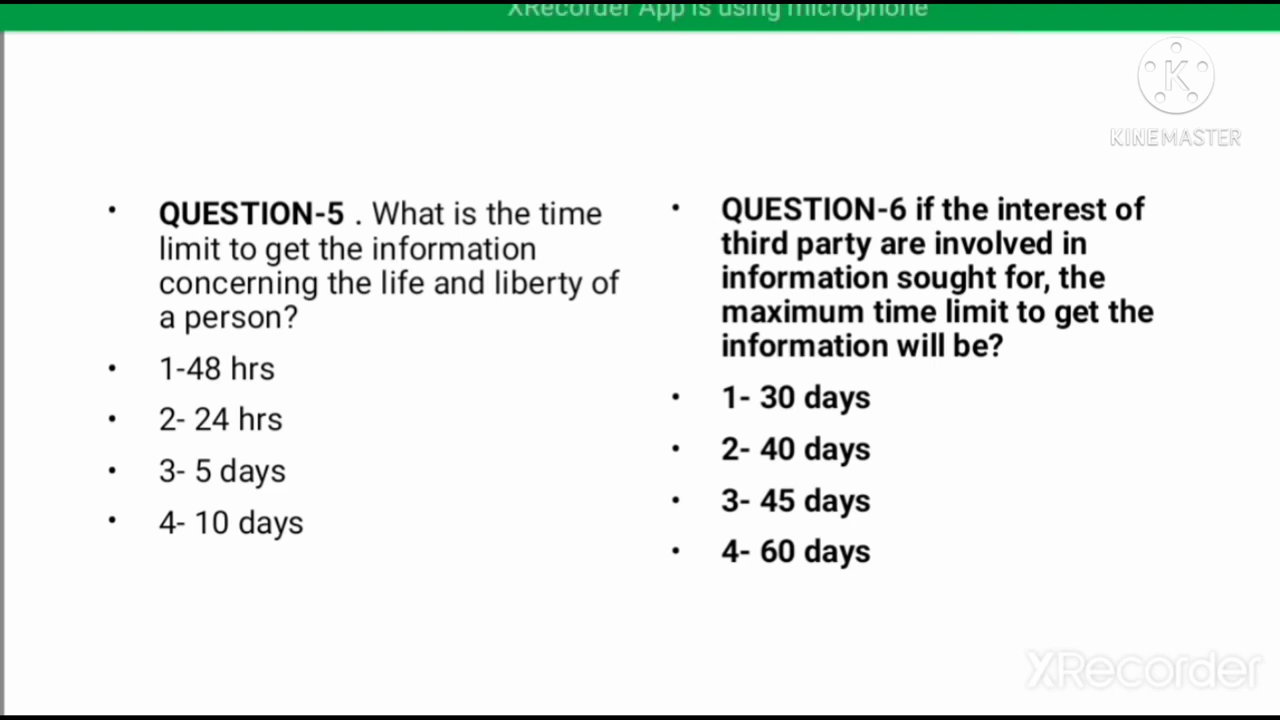 XRecorder App is using microphone
K
KINEMASTER
• QUESTION-5 . What is the time
limit to get the information
concerning the life and liberty of
a person?
• 1-48 hrs
• 2- 24 hrs
• 3- 5 days
• 4- 10 days
• QUESTION-6 if the interest of
third party are involved in
information sought for, the
maximum time limit to get the
information will be?
• 1- 30 days
• 2- 40 days
• 3- 45 days
• 4- 60 days
XRecorder